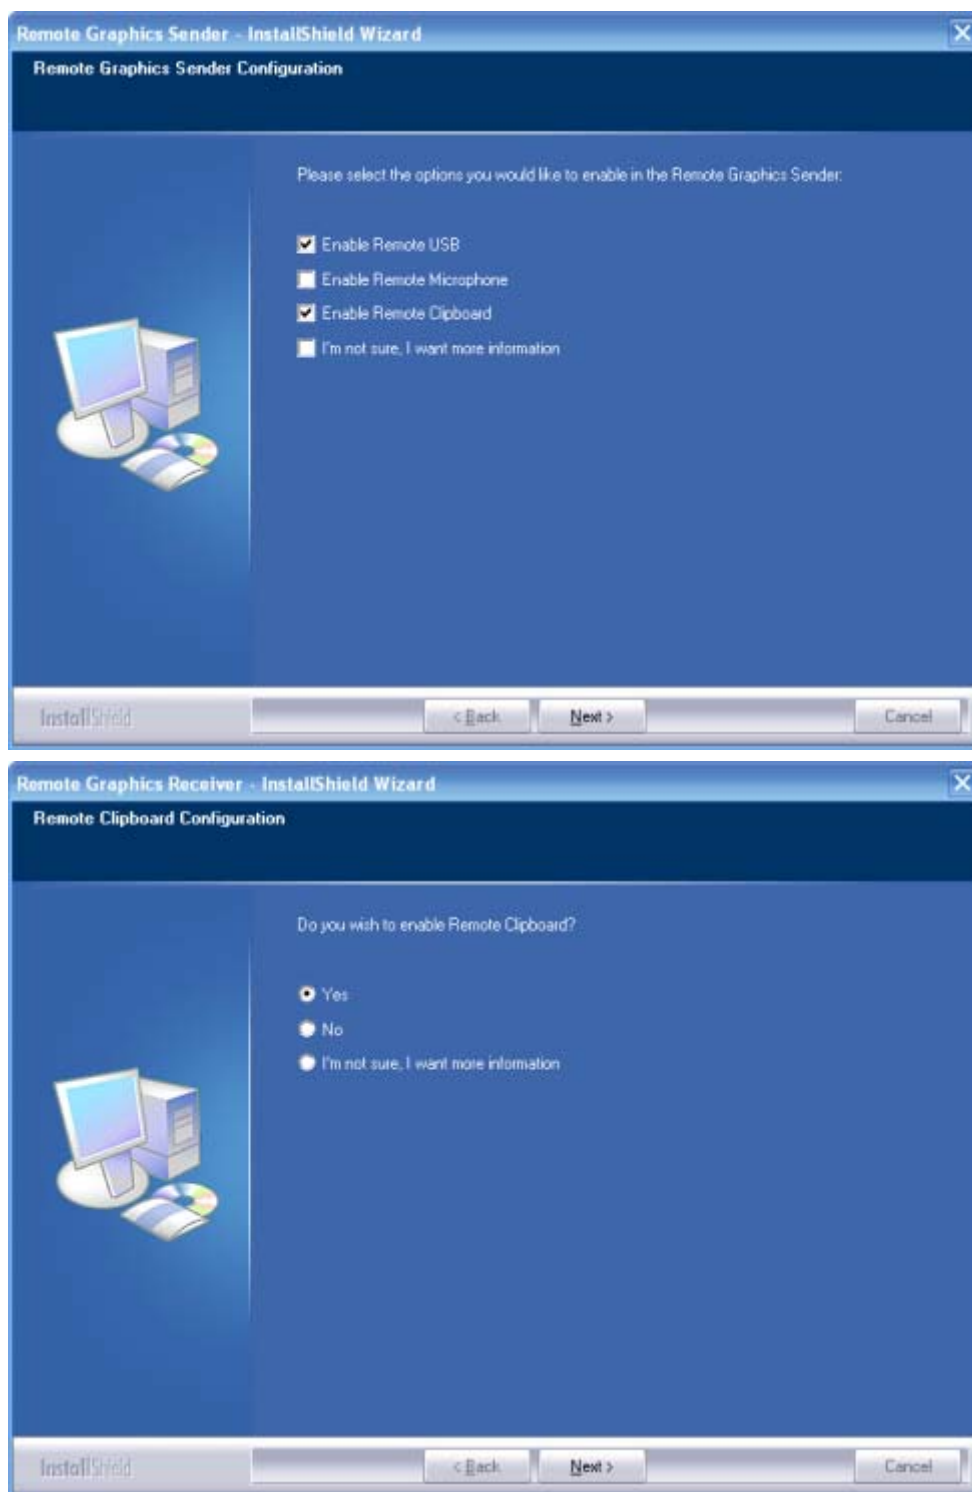 Remote Graphics Sender - InstallShield Wizard
Remote Graphics Sender Configuration
Please select the options you would like to enable in the Remote Graphics Sender:
Enable Remote USB
Enable Remote Microphone
Enable Remote Clipboard
I'm not sure, I want more information
InstallShield
< Back
Next >
Cancel
Remote Graphics Receiver - InstallShield Wizard
Remote Clipboard Configuration
Do you wish to enable Remote Clipboard?
Yes
No
I'm not sure, I want more information
InstallShield
< Back
Next >
Cancel